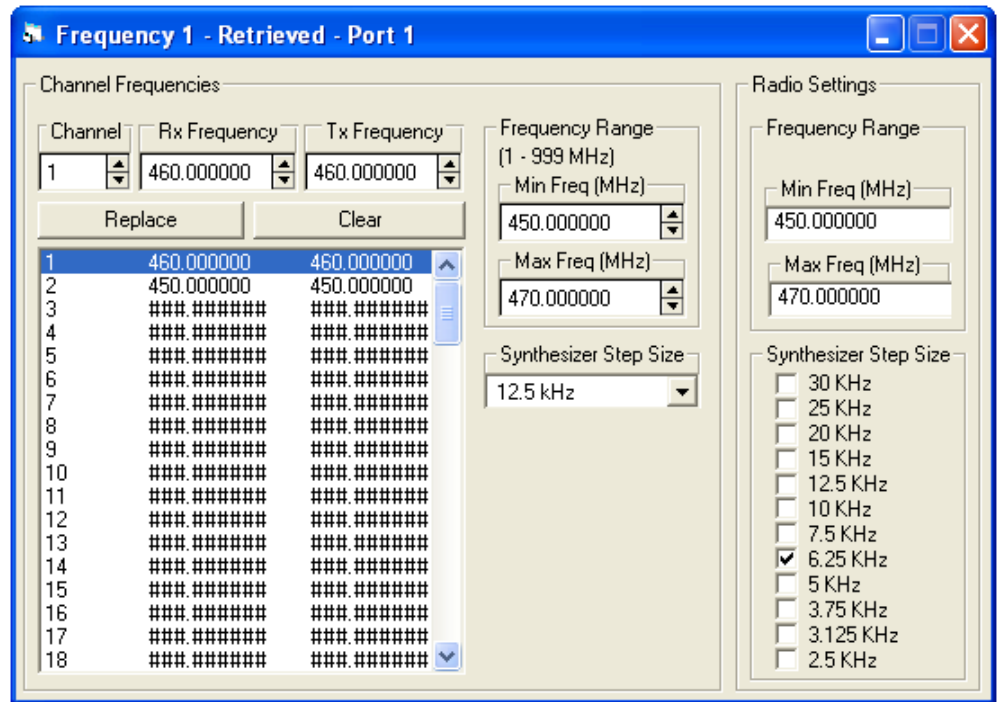 Frequency 1 - Retrieved - Port 1
Channel Frequencies
Channel Rx Frequency Tx Frequency
1 460.000000 460.000000
Replace Clear
1 460.000000 460.000000
2 450.000000 450.000000
3 ###.###### ###.######
4 ###.###### ###.######
5 ###.###### ###.######
6 ###.###### ###.######
7 ###.###### ###.######
8 ###.###### ###.######
9 ###.###### ###.######
10 ###.###### ###.######
11 ###.###### ###.######
12 ###.###### ###.######
13 ###.###### ###.######
14 ###.###### ###.######
15 ###.###### ###.######
16 ###.###### ###.######
17 ###.###### ###.######
18 ###.###### ###.######
Frequency Range
(1 - 999 MHz)
Min Freq (MHz)
450.000000
Max Freq (MHz)
470.000000
Synthesizer Step Size
12.5 kHz
Radio Settings
Frequency Range
Min Freq (MHz)
450.000000
Max Freq (MHz)
470.000000
Synthesizer Step Size
30 KHz
25 KHz
20 KHz
15 KHz
12.5 KHz
10 KHz
7.5 KHz
6.25 KHz
5 KHz
3.75 KHz
3.125 KHz
2.5 KHz